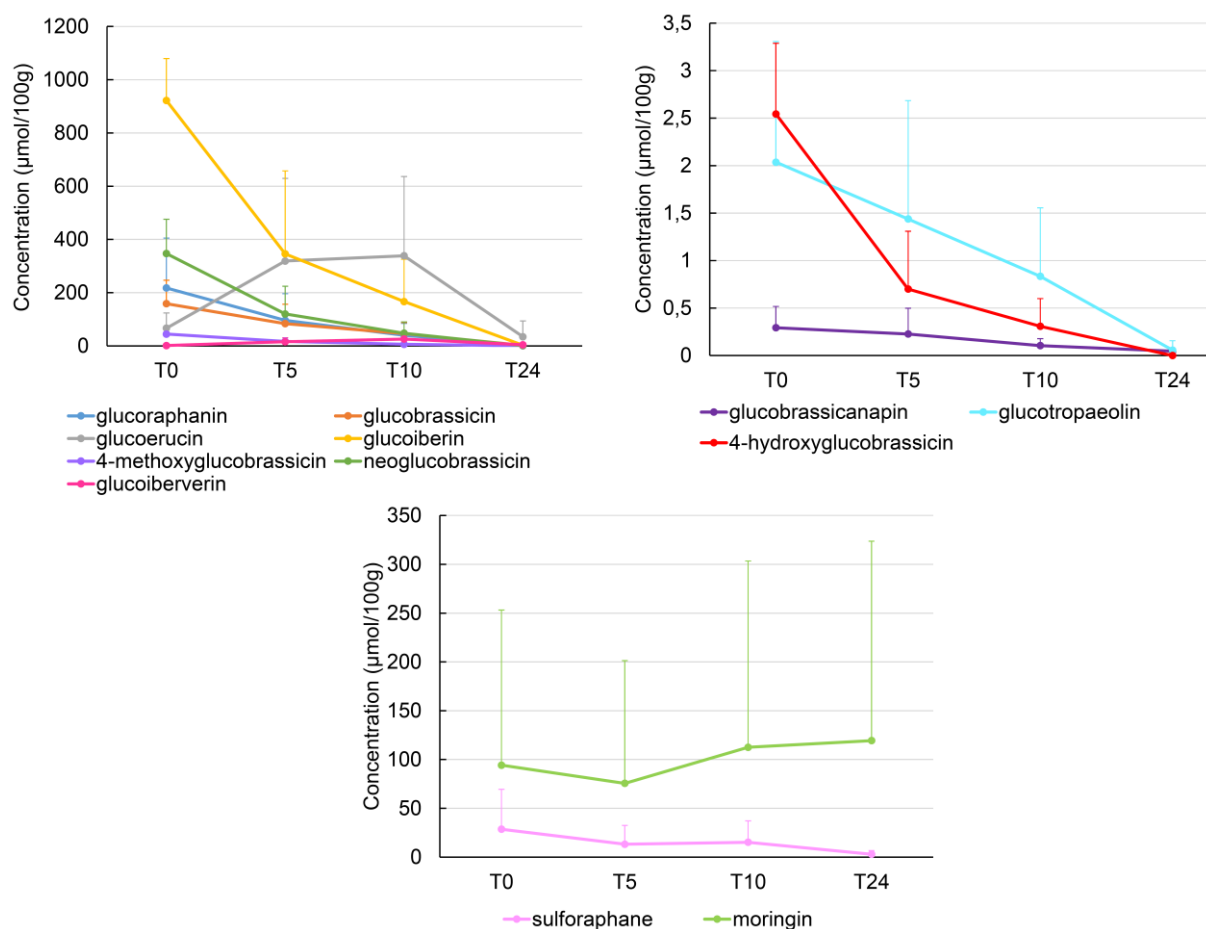 Concentration (µmol/100g)
1200
1000
800
600
400
200
0
T0 T5 T10 T24
glucoraphanin glucobrassicin
glucoerucin glucoiberin
4-methoxyglucobrassicin neoglucobrassicin
glucoiberverin
Concentration (µmol/100g)
3,5
3
2,5
2
1,5
1
0,5
0
T0 T5 T10 T24
glucobrassicanapin glucotropaeolin
4-hydroxyglucobrassicin
Concentration (µmol/100g)
350
300
250
200
150
100
50
0
T0 T5 T10 T24
sulforaphane moringin